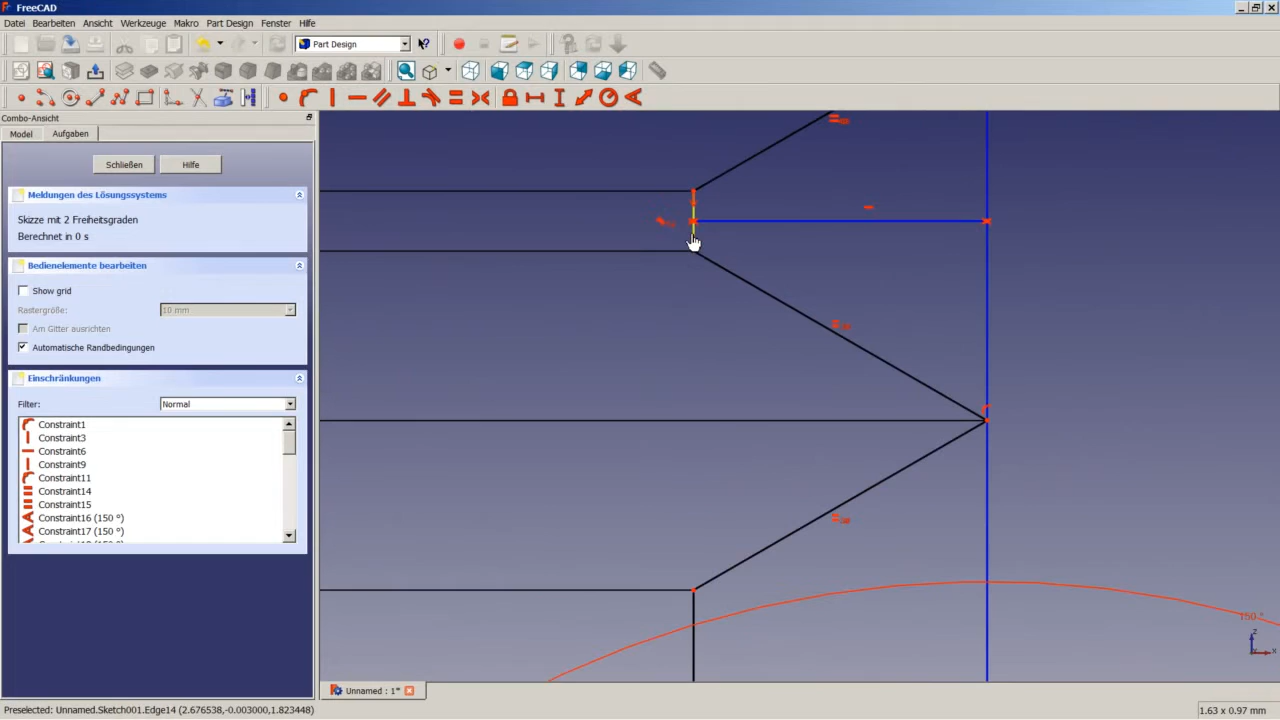 FreeCAD
Datei Bearbeiten Ansicht Werkzeuge Makro Part Design Fenster Hilfe
Part Design
Combo-Ansicht
Model Aufgaben
Schließen Hilfe
Meldungen des Lösungssystems
Skizze mit 2 Freiheitsgraden
Berechnet in 0 s
Bedienelemente bearbeiten
Show grid
Rastergröße: 10 mm
Am Gitter ausrichten
Automatische Randbedingungen
Einschränkungen
Filter: Normal
Constraint1
Constraint3
Constraint6
Constraint9
Constraint11
Constraint14
Constraint15
Constraint16 (150 °)
Constraint17 (150 °)
150 °
z
x
Unnamed : 1*
Preselected: Unnamed.Sketch001.Edge14 (2.676538,-0.003000,1.823448)
1.63 x 0.97 mm